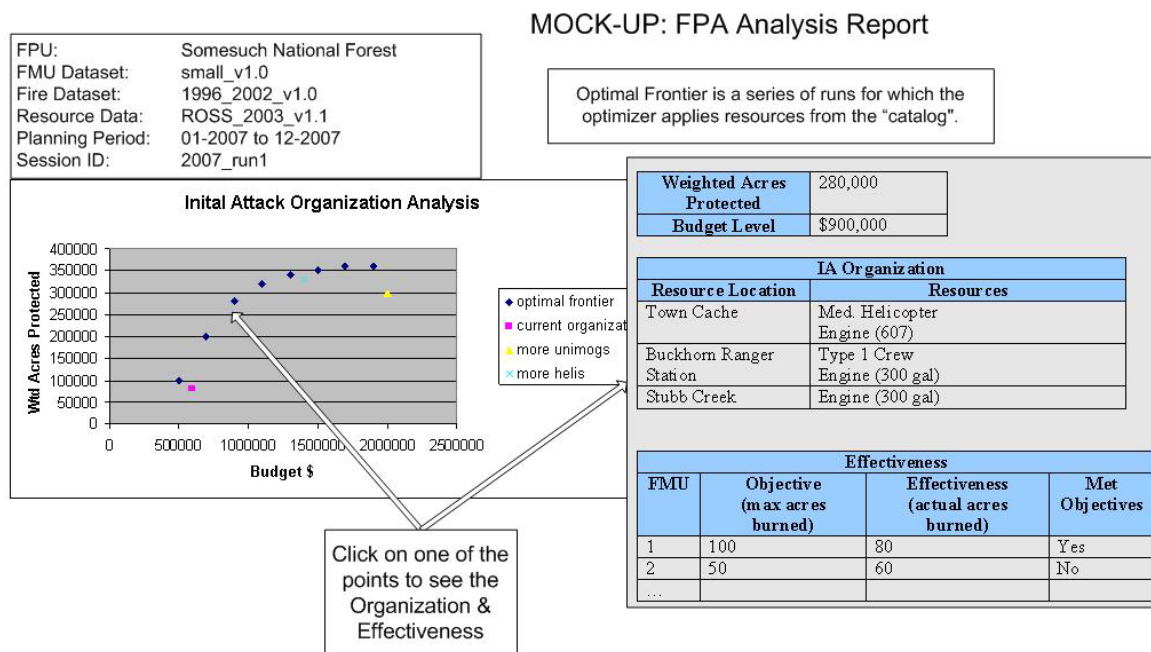 MOCK-UP: FPA Analysis Report
FPU: Somesuch National Forest
FMU Dataset: small_v1.0
Fire Dataset: 1996_2002_v1.0
Resource Data: ROSS_2003_v1.1
Planning Period: 01-2007 to 12-2007
Session ID: 2007_run1
Optimal Frontier is a series of runs for which the
optimizer applies resources from the “catalog".
Inital Attack Organization Analysis
Wtd Acres Protected
400000
350000
300000
250000
200000
150000
100000
50000
0
0 500000 1000000 1500000 2000000 2500000
Budget $
optimal frontier
current organizat
more unimogs
more helis
Click on one of the
points to see the
Organization &
Effectiveness
Weighted Acres 280,000
Protected
Budget Level $900,000
IA Organization
Resource Location Resources
Town Cache Med. Helicopter
Engine (607)
Buckhorn Ranger Type 1 Crew
Station Engine (300 gal)
Stubb Creek Engine (300 gal)
Effectiveness
FMU Objective Effectiveness Met
(max acres (actual acres Objectives
burned) burned)
1 100 80 Yes
2 50 60 No
...